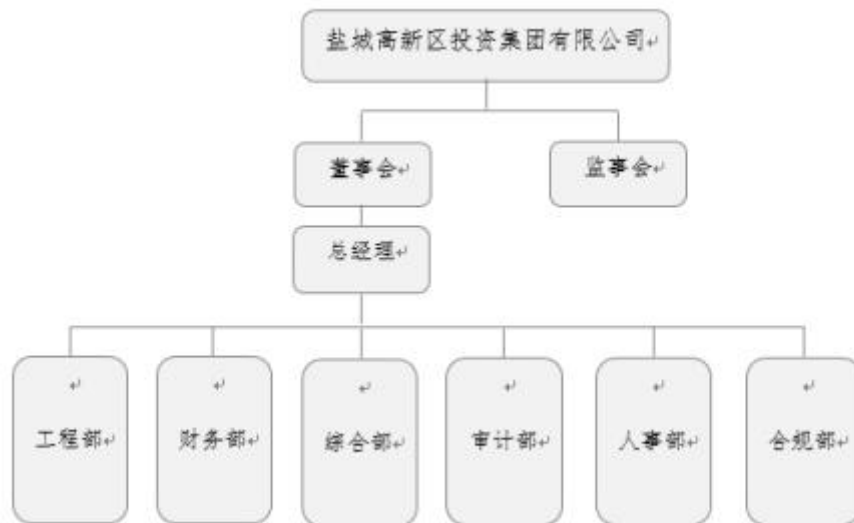 盐城高新区投资集团有限公司
董事会
监事会
总经理
工程部
财务部
综合部
审计部
人事部
合规部